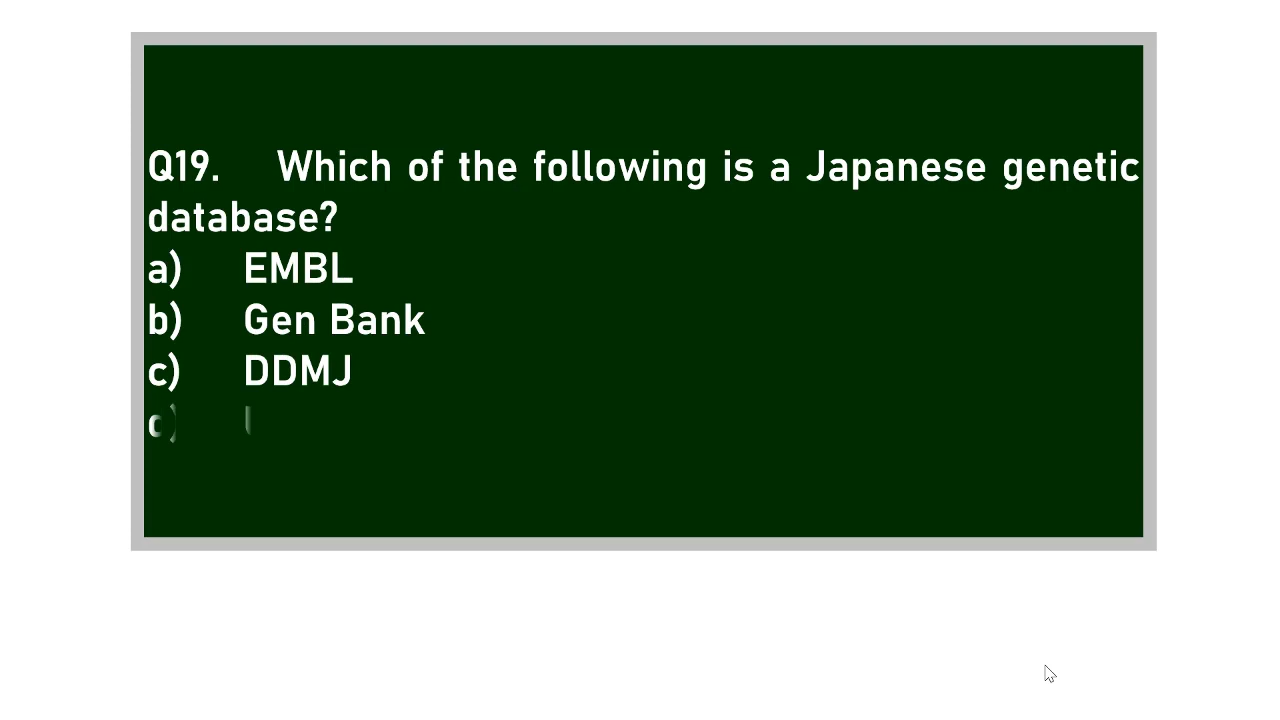 Q19. Which of the following is a Japanese genetic
database?
a) EMBL
b) Gen Bank
c) DDMJ